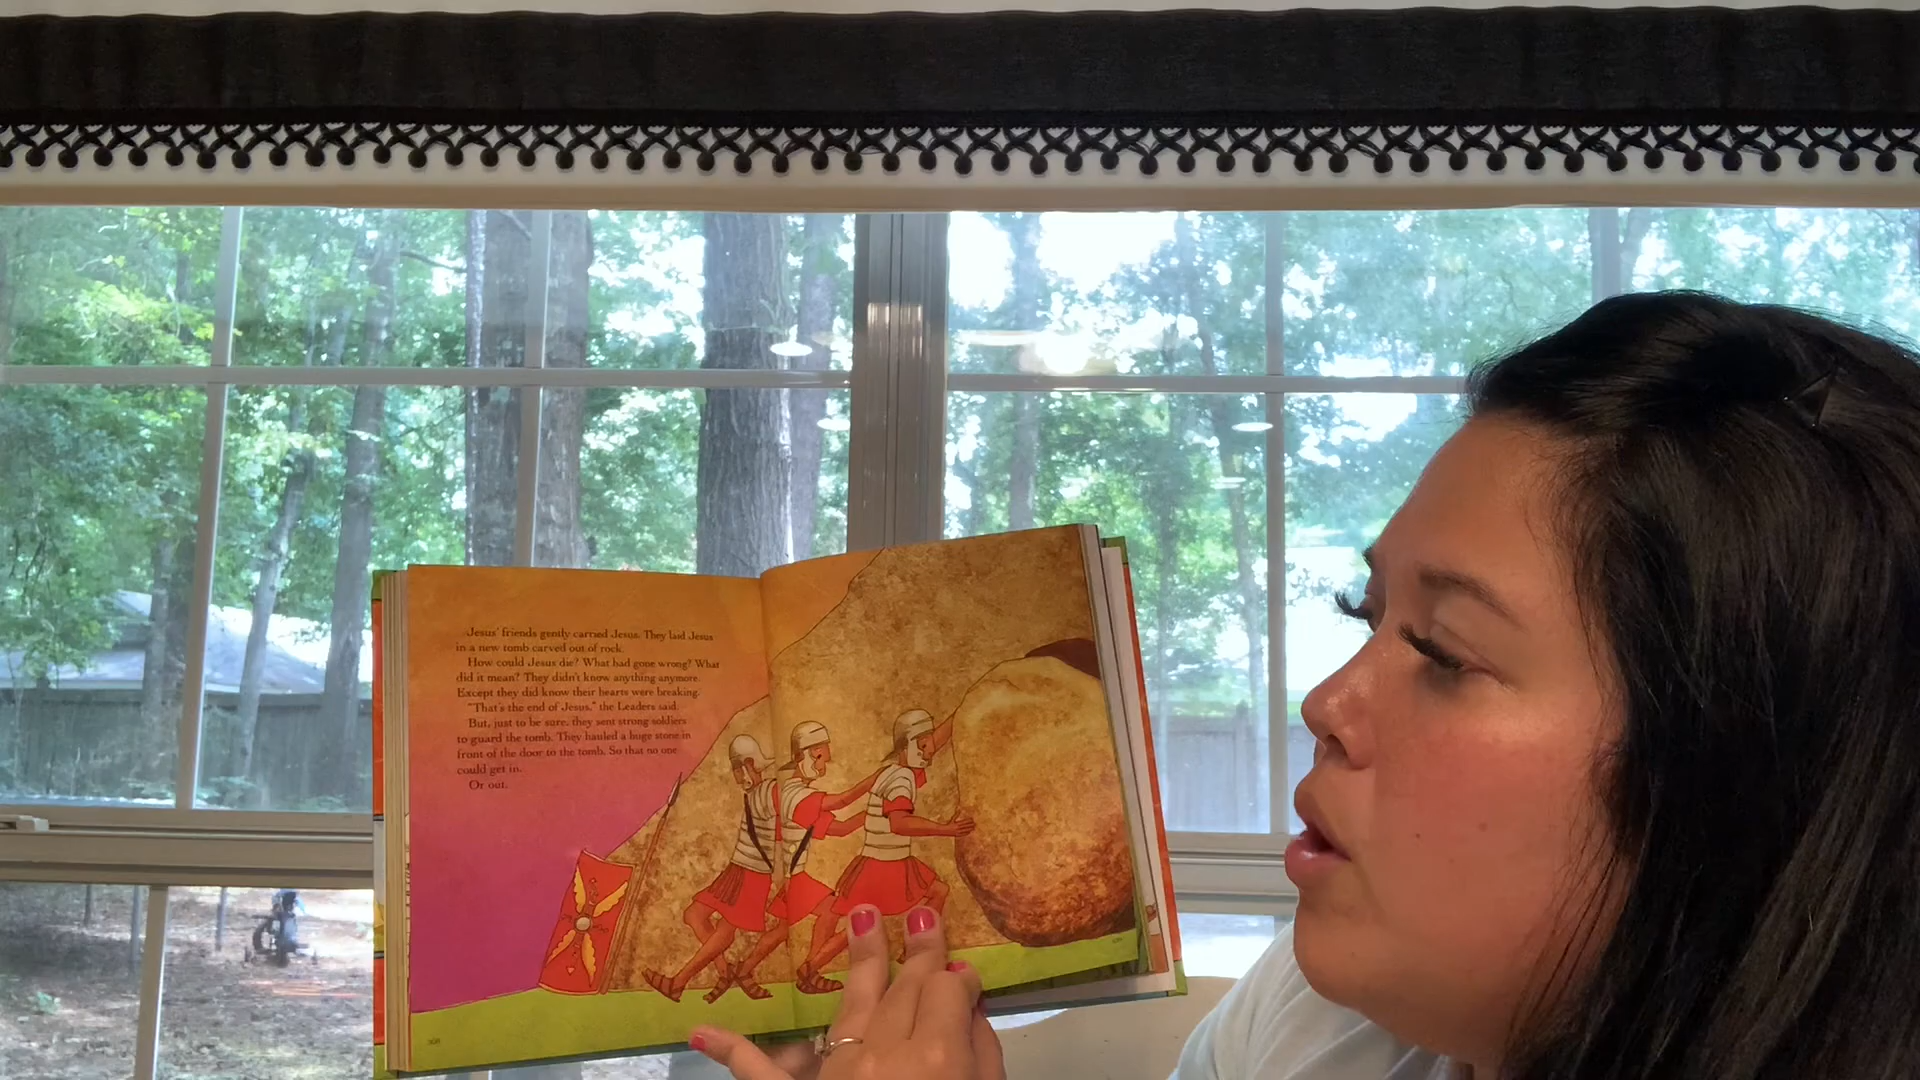 Jesus' friends gently carried Jesus. They laid Jesus
in a new tomb carved out of rock.
How could Jesus die? What had gone wrong? What
did it mean? They didn't know anything anymore.
Except they did know their hearts were breaking.
"That's the end of Jesus," the Leaders said.
But, just to be sure, they sent strong soldiers
to guard the tomb. They hauled a huge stone in
front of the door to the tomb. So that no one
could get in.
Or out.